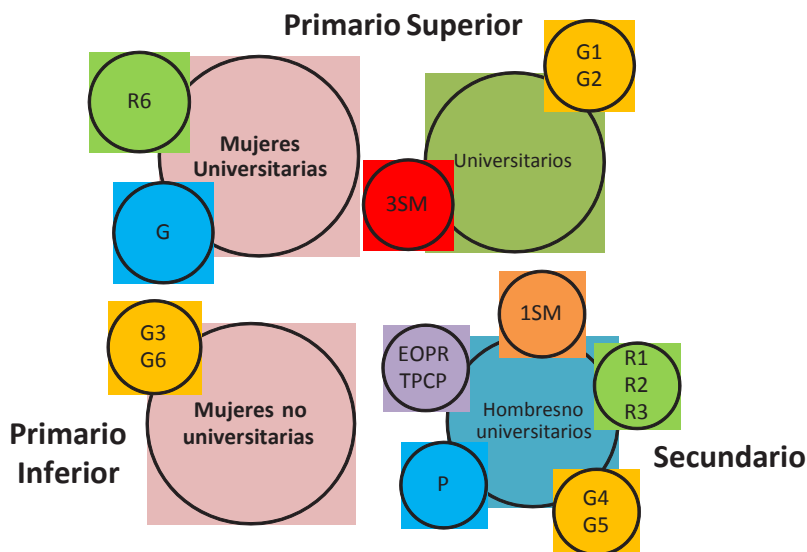 Primario Superior
R6
Mujeres
Universitarias
G
G1
G2
Universitarios
3SM
G3
G6
Mujeres no
universitarias
Primario
Inferior
1SM
EOPR
TPCP
R1
R2
R3
Hombresno
universitarios
P
G4
G5
Secundario